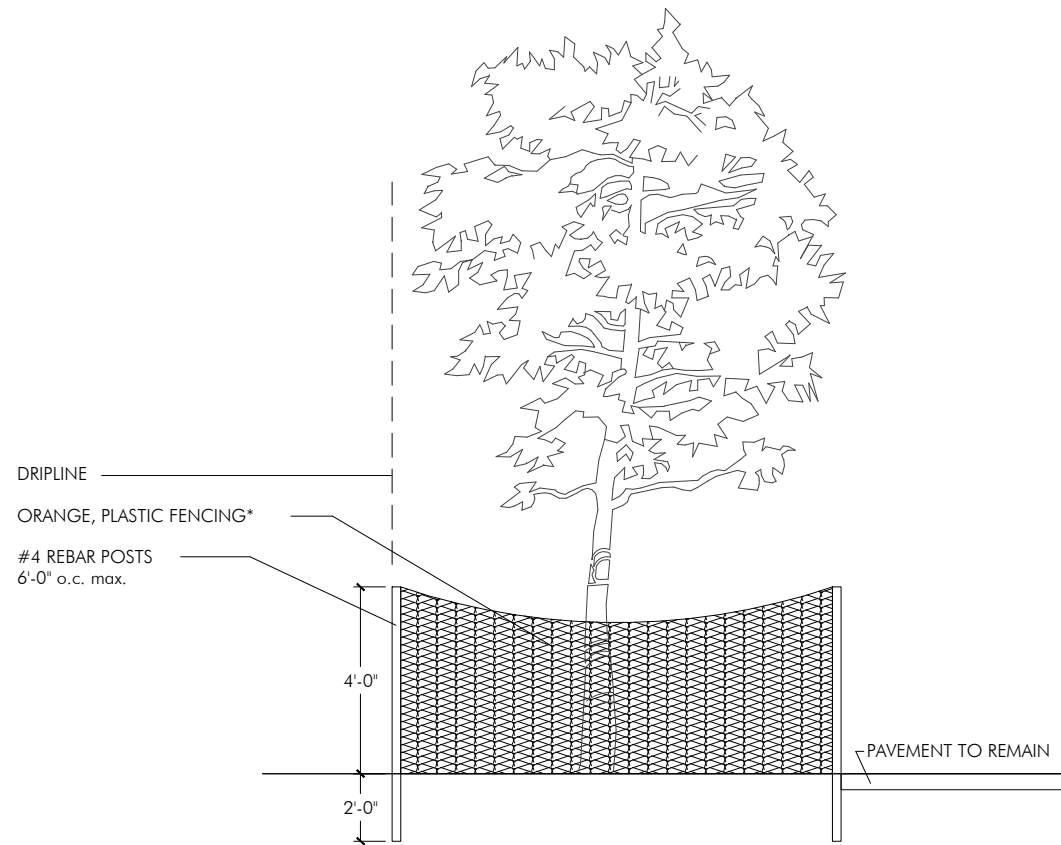 DRIPLINE
ORANGE, PLASTIC FENCING*
#4 REBAR POSTS
6'-0" o.c. max.
4'-0"
PAVEMENT TO REMAIN
2'-0"